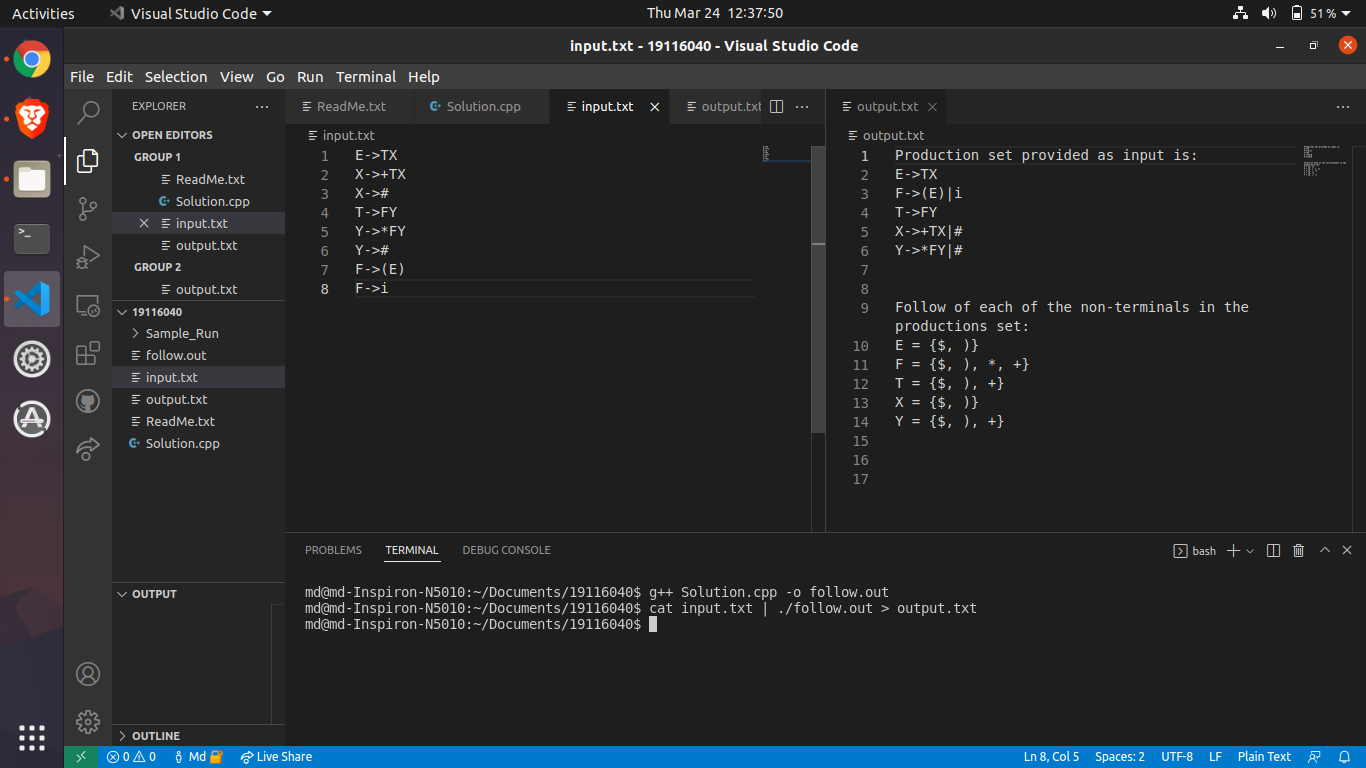 Activities
Visual Studio Code
Thu Mar 24 12:37:50
51%
input.txt - 19116040 - Visual Studio Code
File Edit Selection View Go Run Terminal Help
EXPLORER
OPEN EDITORS
GROUP 1
ReadMe.txt
Solution.cpp
input.txt
output.txt
GROUP 2
output.txt
19116040
Sample_Run
follow.out
input.txt
output.txt
ReadMe.txt
Solution.cpp
OUTPUT
OUTLINE
ReadMe.txt
Solution.cpp
input.txt
output.txt
input.txt
1 E->TX
2 X->+TX
3 X->#
4 T->FY
5 Y->*FY
6 Y->#
7 F->(E)
8 F->i
output.txt
output.txt
1 Production set provided as input is:
2 E->TX
3 F->(E)|i
4 T->FY
5 X->+TX|#
6 Y->*FY|#
7
8
9 Follow of each of the non-terminals in the
productions set:
10 E = {$, )}
11 F = {$, ), *, +}
12 T = {$, ), +}
13 X = {$, )}
14 Y = {$, ), +}
15
16
17
PROBLEMS TERMINAL DEBUG CONSOLE
bash
md@md-Inspiron-N5010:~/Documents/19116040$ g++ Solution.cpp -o follow.out
md@md-Inspiron-N5010:~/Documents/19116040$ cat input.txt | ./follow.out > output.txt
md@md-Inspiron-N5010:~/Documents/19116040$
0 0 Md Live Share
Ln 8, Col 5 Spaces: 2 UTF-8 LF Plain Text